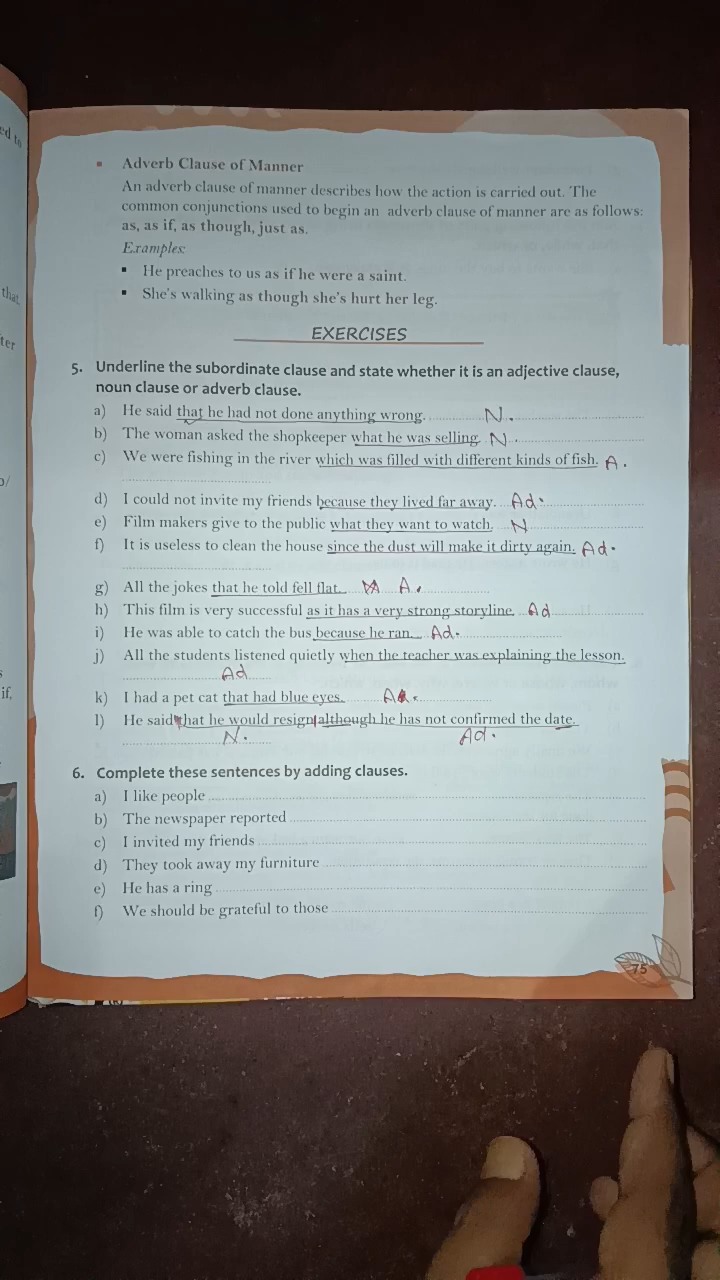 ed to
that
ter
if,
▪ Adverb Clause of Manner
An adverb clause of manner describes how the action is carried out. The
common conjunctions used to begin an adverb clause of manner are as follows:
as, as if, as though, just as.
Examples:
▪ He preaches to us as if he were a saint.
▪ She's walking as though she's hurt her leg.
EXERCISES
5. Underline the subordinate clause and state whether it is an adjective clause,
noun clause or adverb clause.
a) He said that he had not done anything wrong. N.
b) The woman asked the shopkeeper what he was selling. N.
c) We were fishing in the river which was filled with different kinds of fish. A.
d) I could not invite my friends because they lived far away. Ad.
e) Film makers give to the public what they want to watch. N
f) It is useless to clean the house since the dust will make it dirty again. Ad.
g) All the jokes that he told fell flat. A.
h) This film is very successful as it has a very strong storyline. Ad
i) He was able to catch the bus because he ran. Ad.
j) All the students listened quietly when the teacher was explaining the lesson.
Ad
k) I had a pet cat that had blue eyes. A.
l) He said that he would resign although he has not confirmed the date.
N. Ad.
6. Complete these sentences by adding clauses.
a) I like people
b) The newspaper reported
c) I invited my friends
d) They took away my furniture
e) He has a ring
f) We should be grateful to those
75